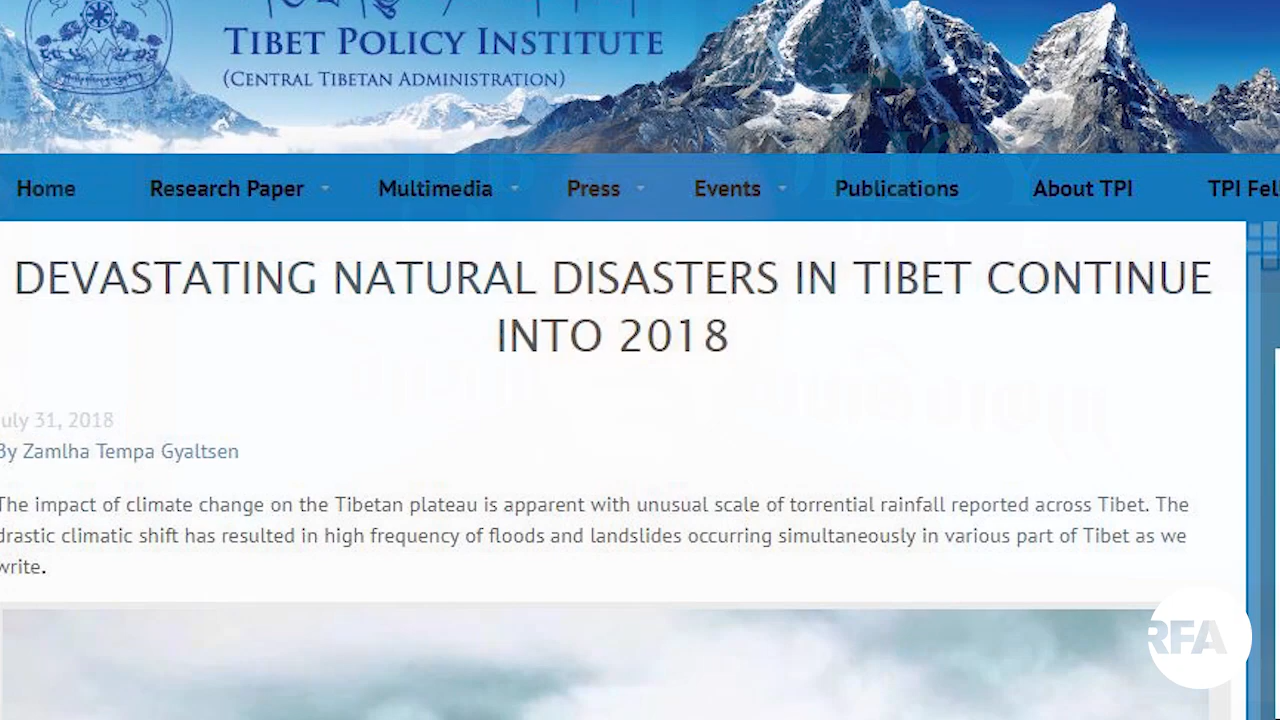 TIBET POLICY INSTITUTE
(CENTRAL TIBETAN ADMINISTRATION)
Home Research Paper Multimedia Press Events Publications About TPI TPI Fel
DEVASTATING NATURAL DISASTERS IN TIBET CONTINUE
INTO 2018
uly 31, 2018
By Zamlha Tempa Gyaltsen
The impact of climate change on the Tibetan plateau is apparent with unusual scale of torrential rainfall reported across Tibet. The
drastic climatic shift has resulted in high frequency of floods and landslides occurring simultaneously in various part of Tibet as we
write.
RFA